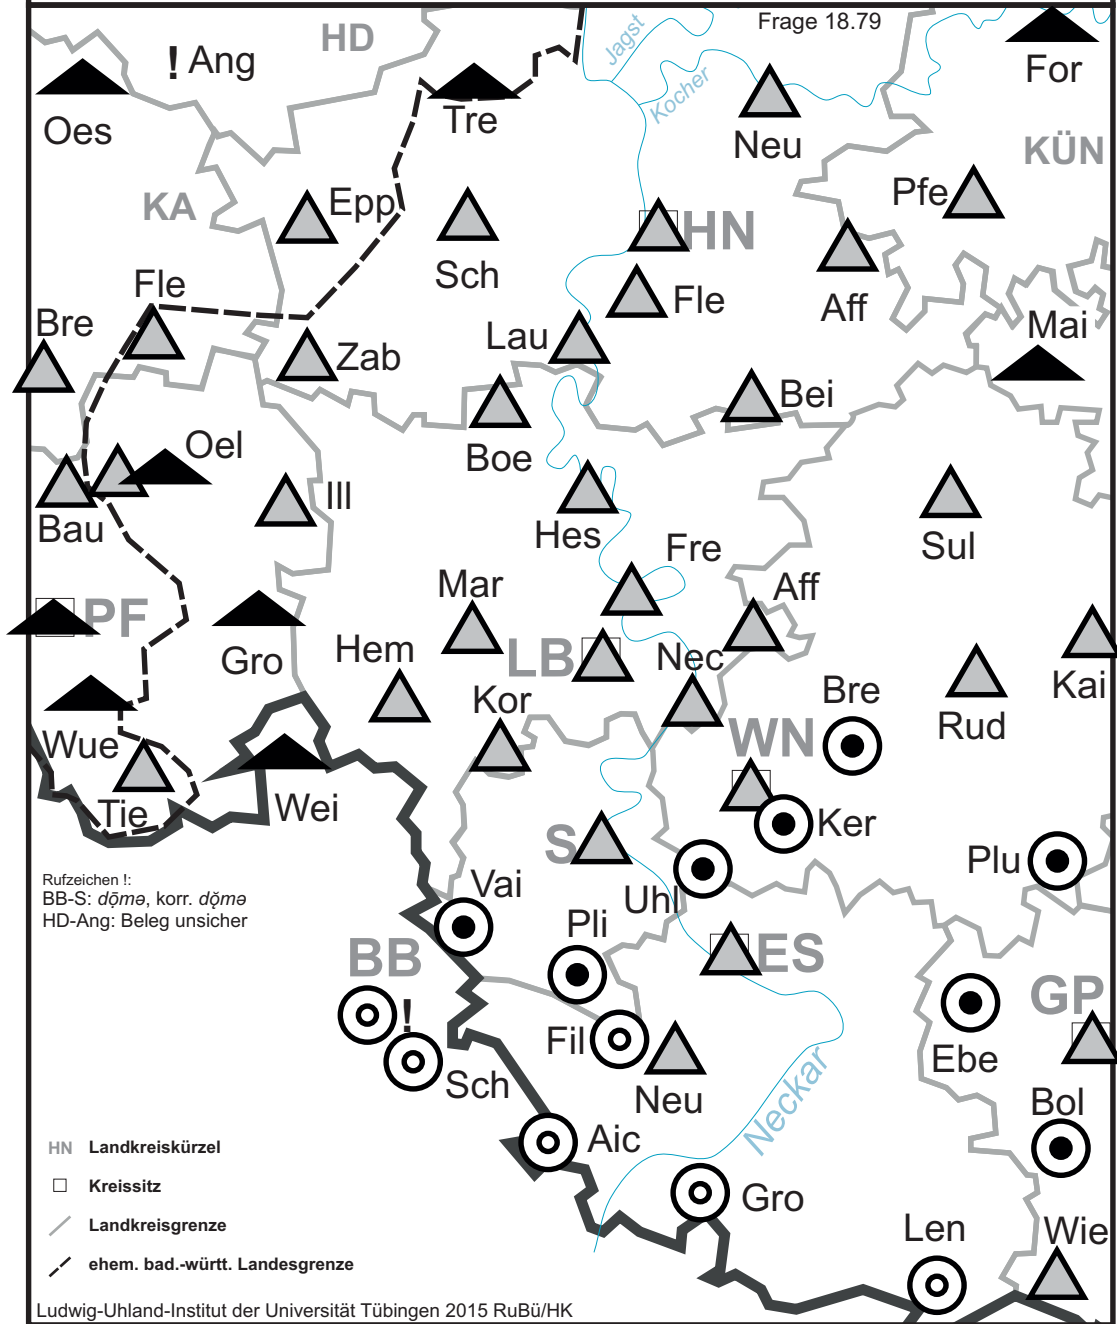 Frage 18.79
HD
! Ang
Jagst
For
Oes
Tre
Kocher
Neu
KÜN
KA
Epp
Pfe
HN
Sch
Fle
Fle
Aff
Bre
Lau
Mai
Zab
Bei
Oel
Boe
Ill
Bau
Hes
Sul
Fre
Mar
Aff
PF
Gro
Hem
LB
Nec
Kai
Kor
Bre
Rud
Wue
WN
Tie
Wei
Ker
S
Plu
Rufzeichen !:
BB-S: dǭmə, korr. dǫ̆mə
HD-Ang: Beleg unsicher
Vai
Uhl
Pli
BB
ES
GP
!
Fil
Ebe
Sch
Neu
Neckar
Bol
Aic
HN Landkreiskürzel
Kreissitz
Gro
Landkreisgrenze
Len
Wie
ehem. bad.-württ. Landesgrenze
Ludwig-Uhland-Institut der Universität Tübingen 2015 RuBü/HK